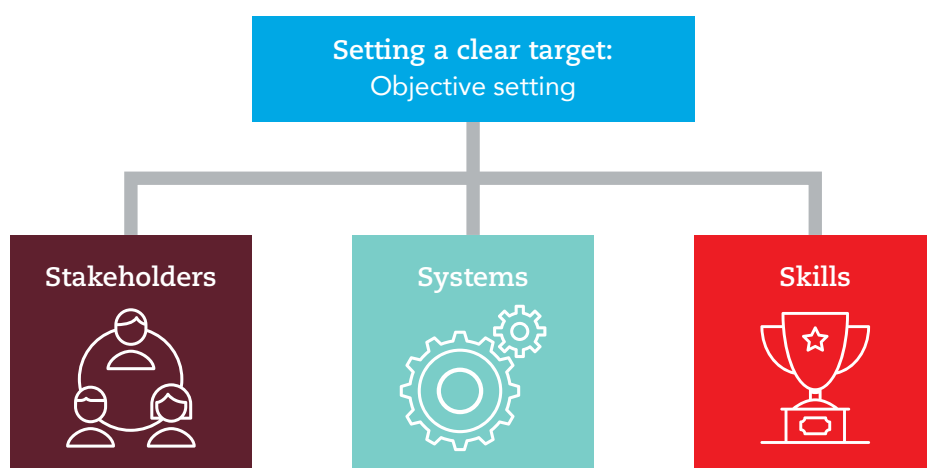 Setting a clear target:
Objective setting
Stakeholders
Systems
Skills